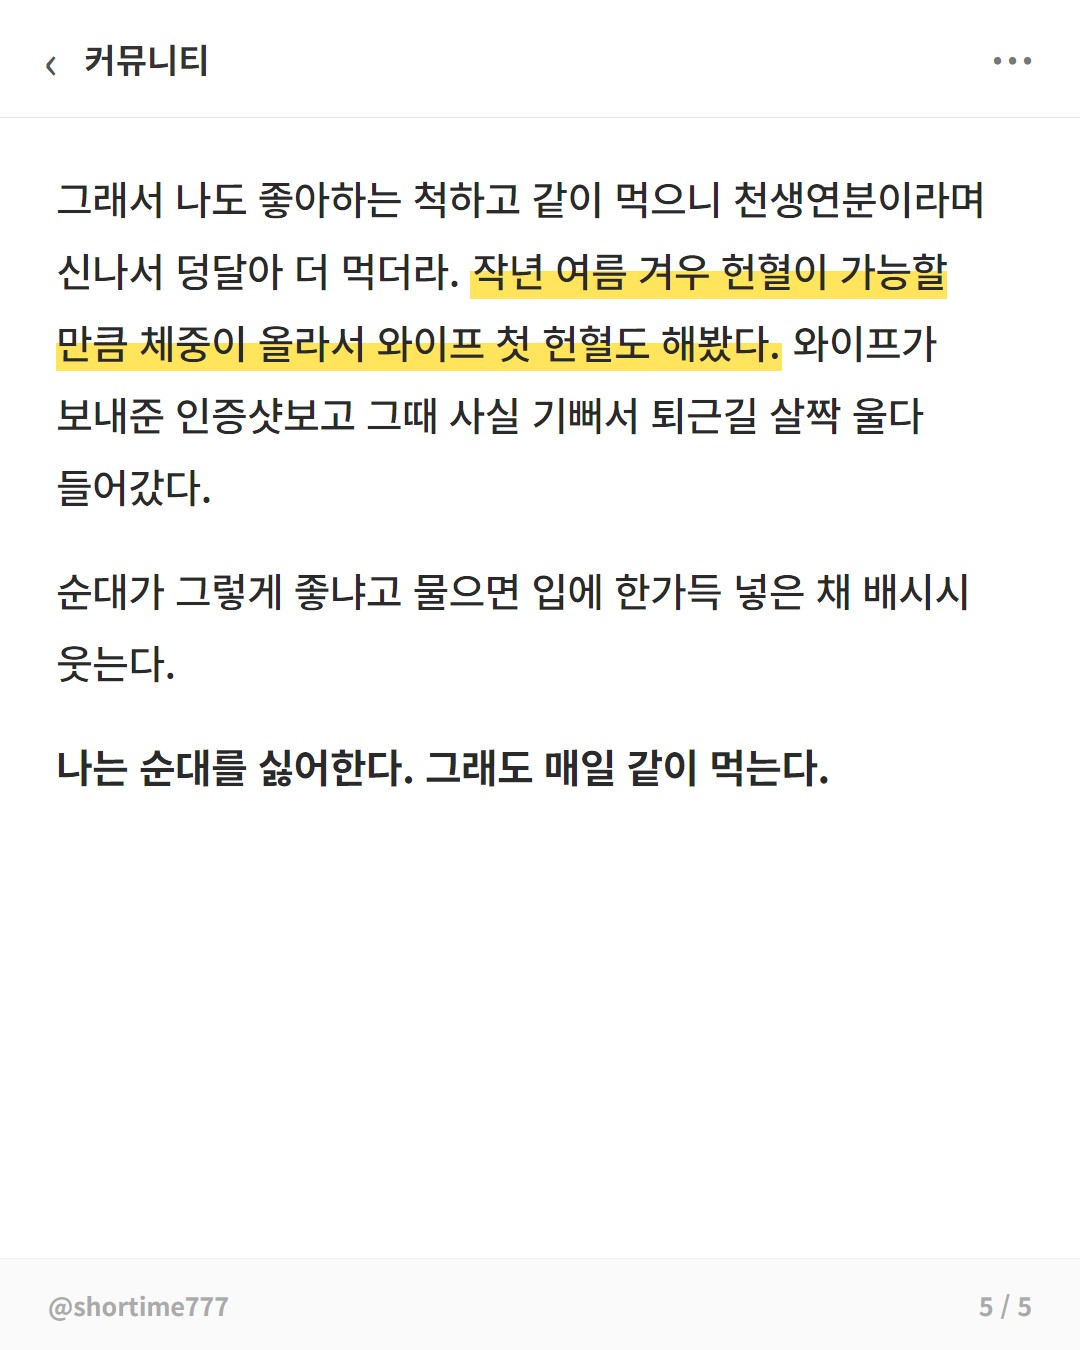 ‹ 커뮤니티 •••
그래서 나도 좋아하는 척하고 같이 먹으니 천생연분이라며
신나서 덩달아 더 먹더라. 작년 여름 겨우 헌혈이 가능할
만큼 체중이 올라서 와이프 첫 헌혈도 해봤다. 와이프가
보내준 인증샷보고 그때 사실 기뻐서 퇴근길 살짝 울다
들어갔다.
순대가 그렇게 좋냐고 물으면 입에 한가득 넣은 채 배시시
웃는다.
나는 순대를 싫어한다. 그래도 매일 같이 먹는다.
@shortime777
5 / 5